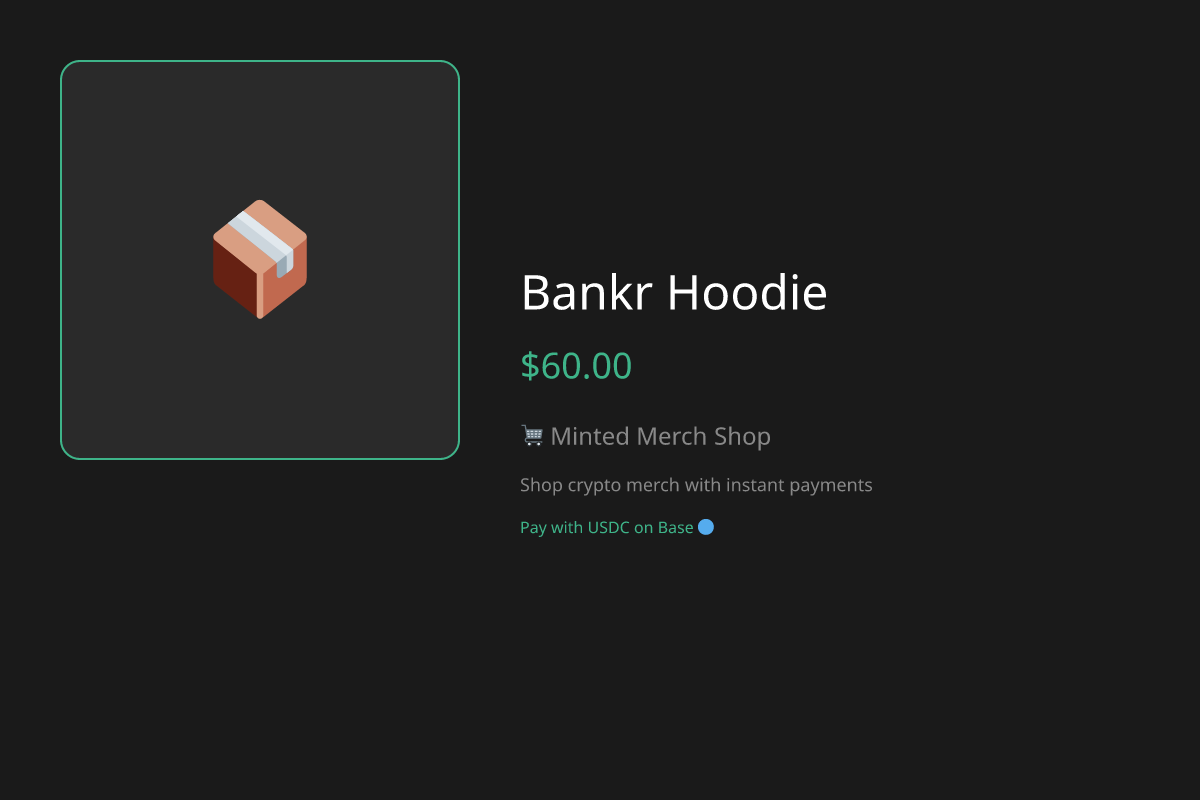 Bankr Hoodie
$60.00
Minted Merch Shop
Shop crypto merch with instant payments
Pay with USDC on Base